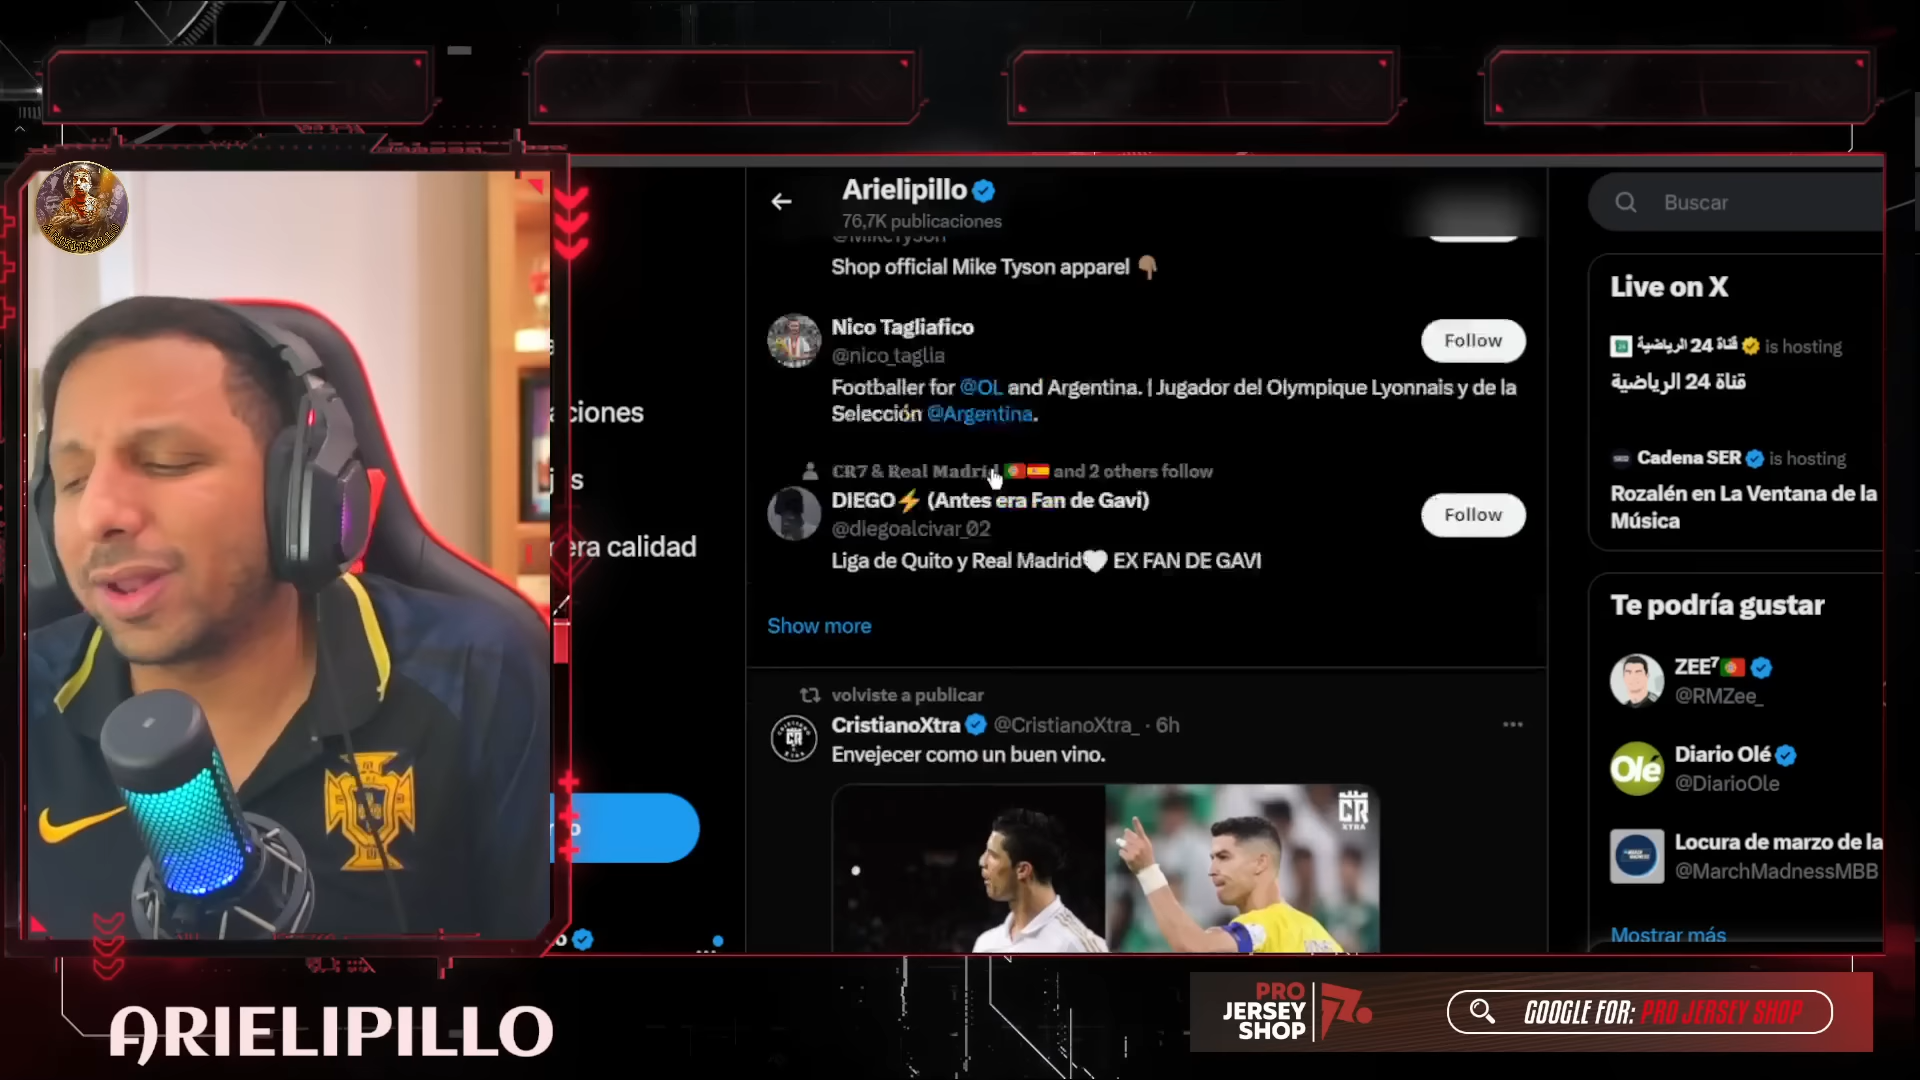 Arielipillo
76,7K publicaciones
@MikeTyson
Shop official Mike Tyson apparel
Nico Tagliafico
@nico_taglia
Follow
Footballer for @OL and Argentina. | Jugador del Olympique Lyonnais y de la
Selección @Argentina.
CR7 & Real Madrid and 2 others follow
DIEGO⚡ (Antes era Fan de Gavi)
@diegoalcivar_02
Follow
Liga de Quito y Real Madrid🤍 EX FAN DE GAVI
Show more
volviste a publicar
CristianoXtra @CristianoXtra_ · 6h
Envejecer como un buen vino.
CR
XTRA
ciones
s
era calidad
Buscar
Live on X
قناة 24 الرياضية is hosting
قناة 24 الرياضية
Cadena SER is hosting
Rozalén en La Ventana de la
Música
Te podría gustar
ZEE⁷
@RMZee_
Olé
Diario Olé
@DiarioOle
Locura de marzo de la
@MarchMadnessMBB
Mostrar más
ARIELIPILLO
PRO
JERSEY
SHOP
GOOGLE FOR: PRO JERSEY SHOP